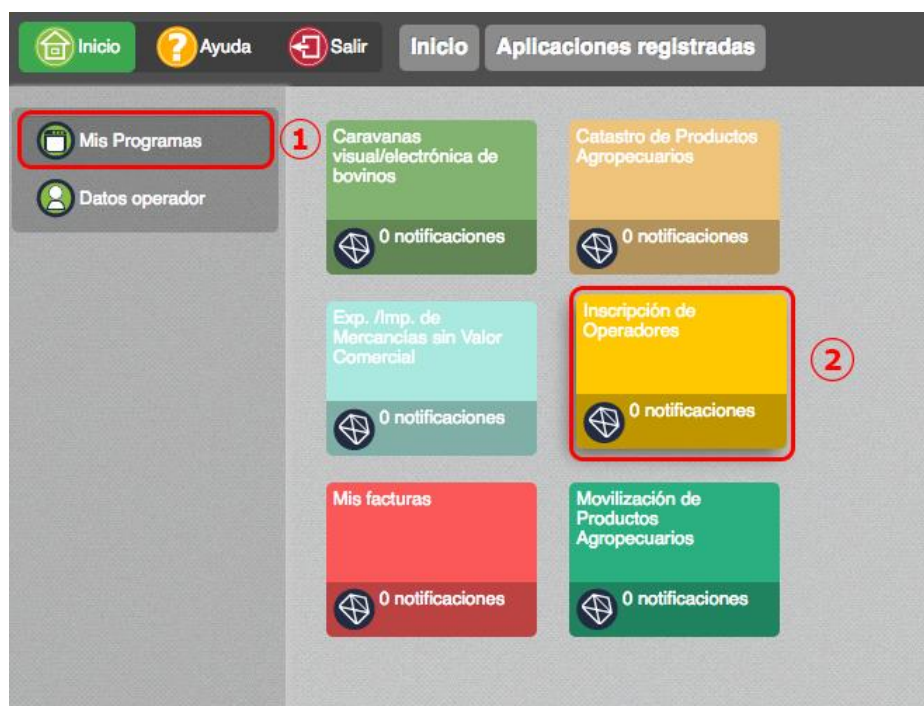 Inicio
Ayuda
Salir
Inicio
Aplicaciones registradas
Mis Programas
Datos operador
1
Caravanas
visual/electrónica de
bovinos
0 notificaciones
Catastro de Productos
Agropecuarios
0 notificaciones
Exp. /Imp. de
Mercancías sin Valor
Comercial
0 notificaciones
Inscripción de
Operadores
0 notificaciones
2
Mis facturas
0 notificaciones
Movilización de
Productos
Agropecuarios
0 notificaciones